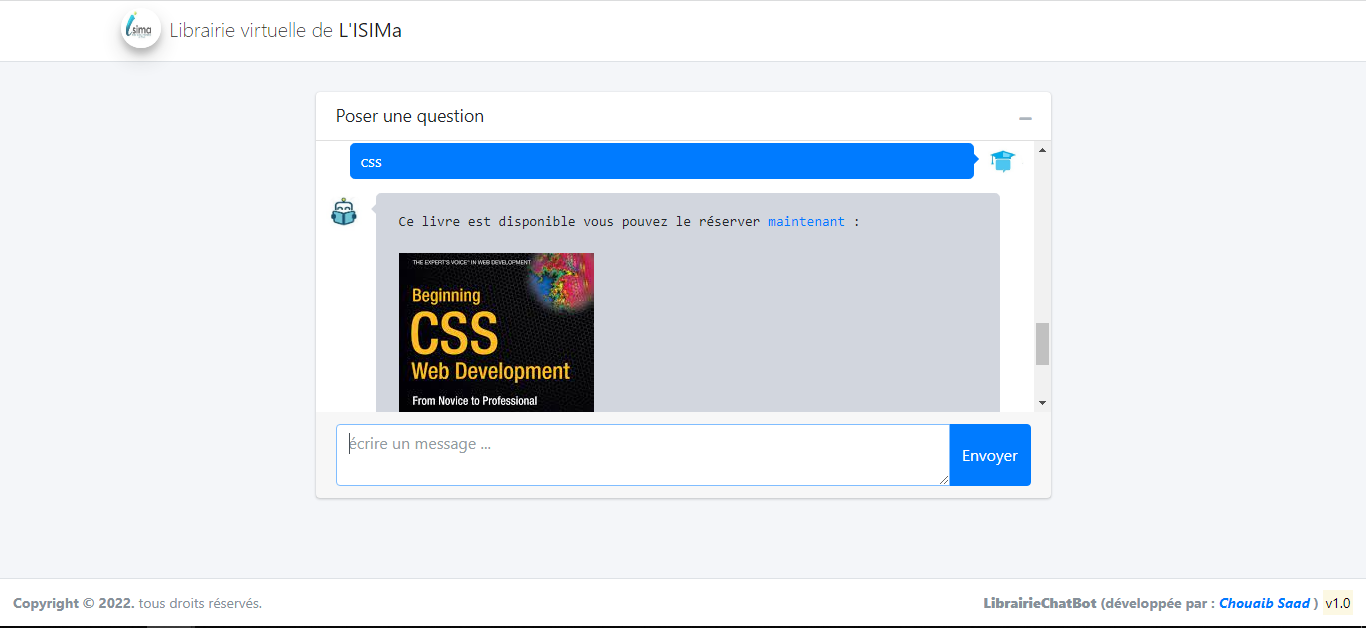 isima
Librairie virtuelle de L'ISIMa
Poser une question
css
Ce livre est disponible vous pouvez le réserver maintenant :
THE EXPERT'S VOICE® IN WEB DEVELOPMENT
Beginning
CSS
Web Development
From Novice to Professional
écrire un message ...
Envoyer
Copyright © 2022. tous droits réservés.
LibrairieChatBot (développée par : Chouaib Saad ) v1.0